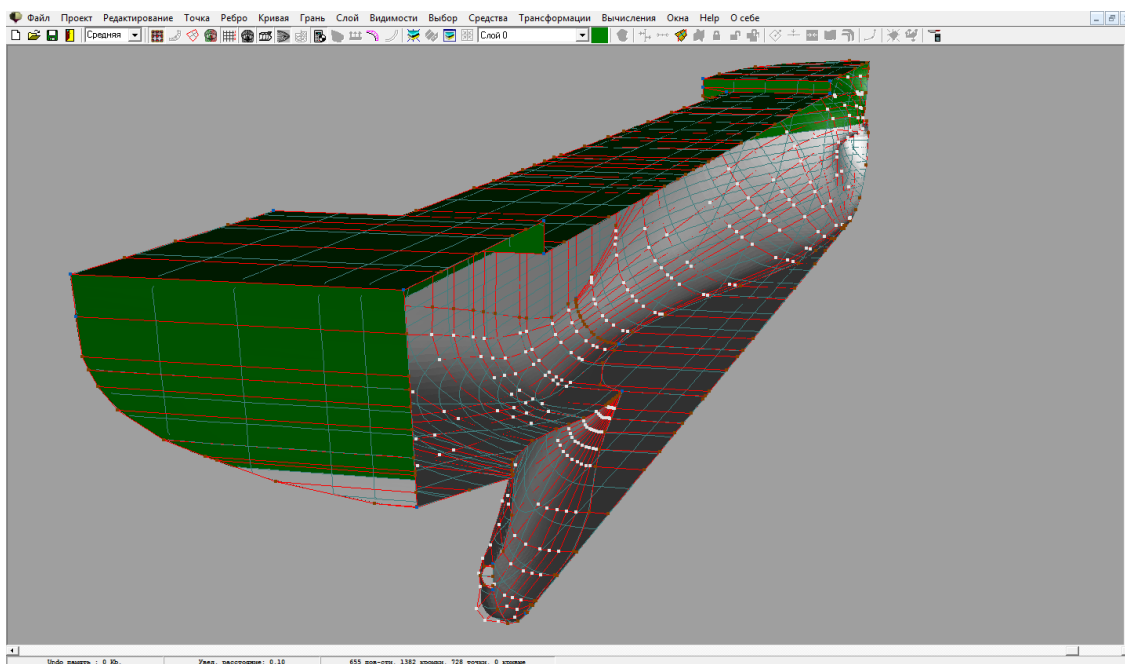 Файл Проект Редактирование Точка Ребро Кривая Грань Слой Видимости Выбор Средства Трансформации Вычисления Окна Help О себе
Средняя Слой 0
Undo память : 0 Kb. Увел. расстояние: 0.10 655 пов-сти, 1382 кромки, 728 точки, 0 кривые